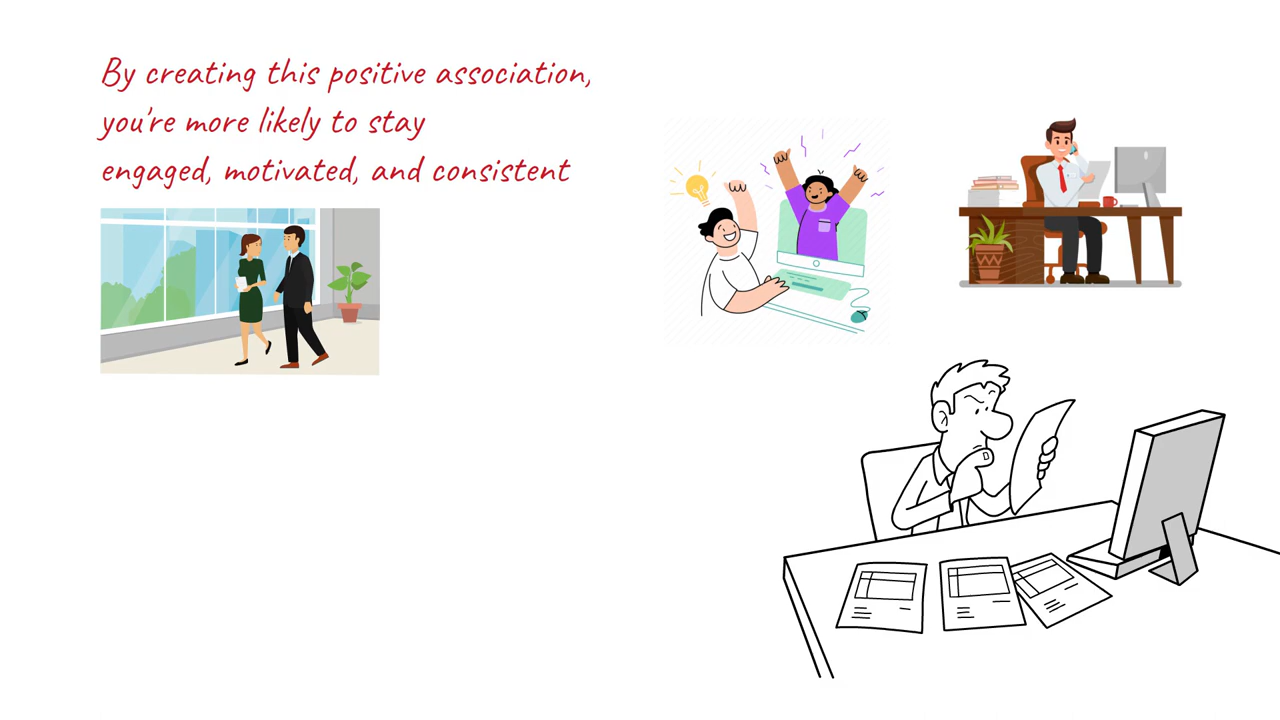 By creating this positive association,
you're more likely to stay
engaged, motivated, and consistent